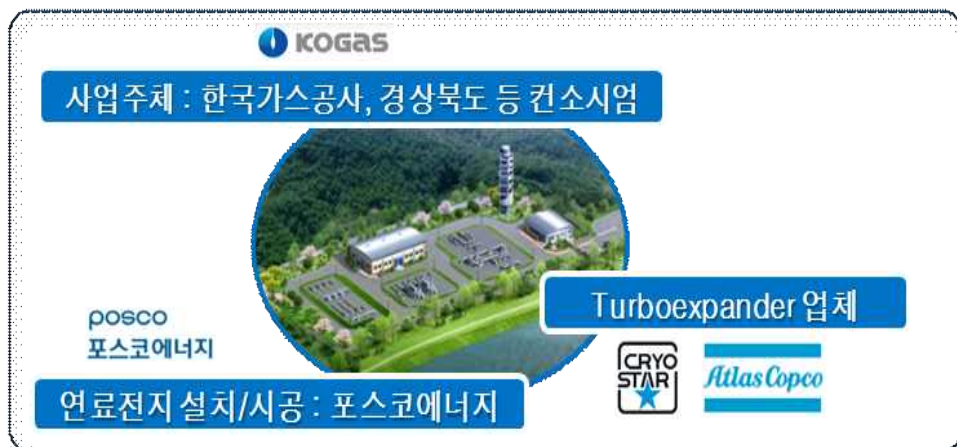 KOGAS
사업주체 : 한국가스공사, 경상북도 등 컨소시엄
Turboexpander 업체
posco
포스코에너지
CRYO
STAR
Atlas Copco
연료전지 설치/시공 : 포스코에너지